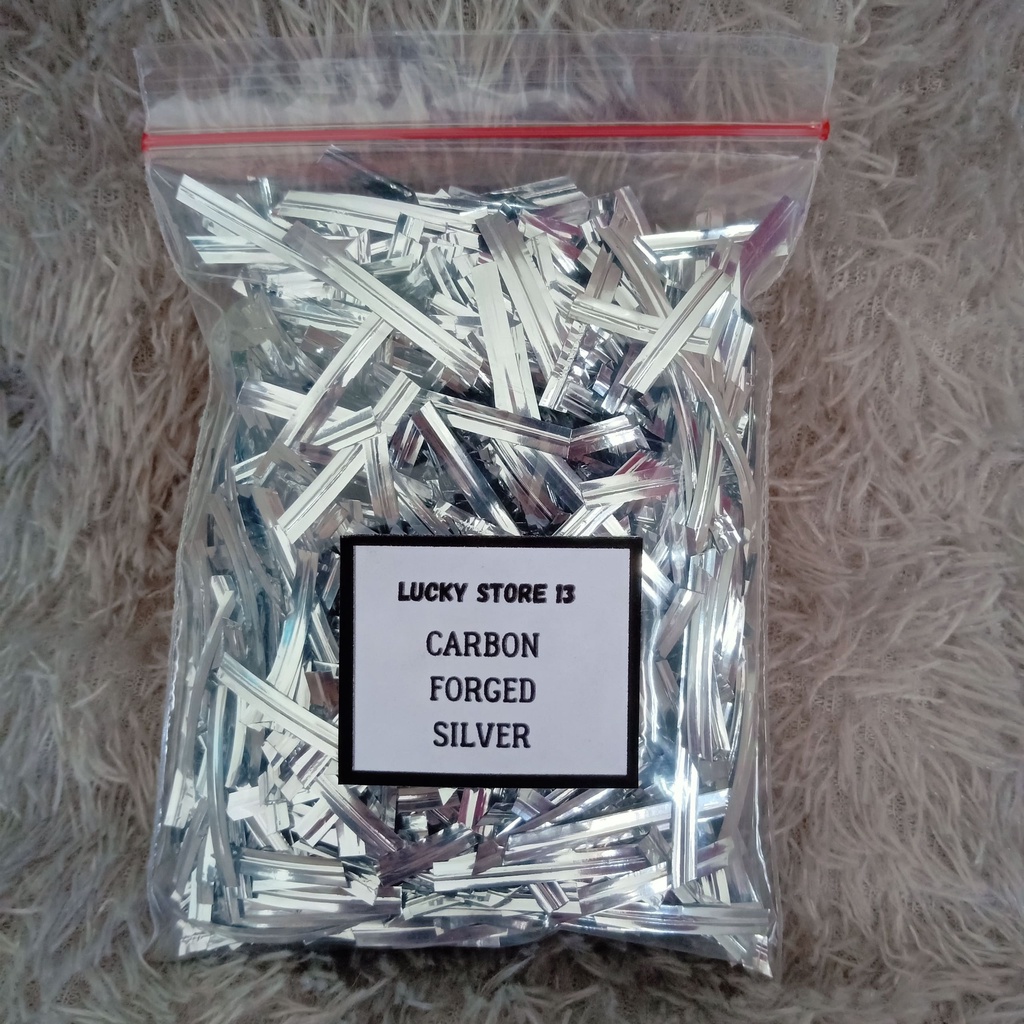 LUCKY STORE 13
CARBON
FORGED
SILVER